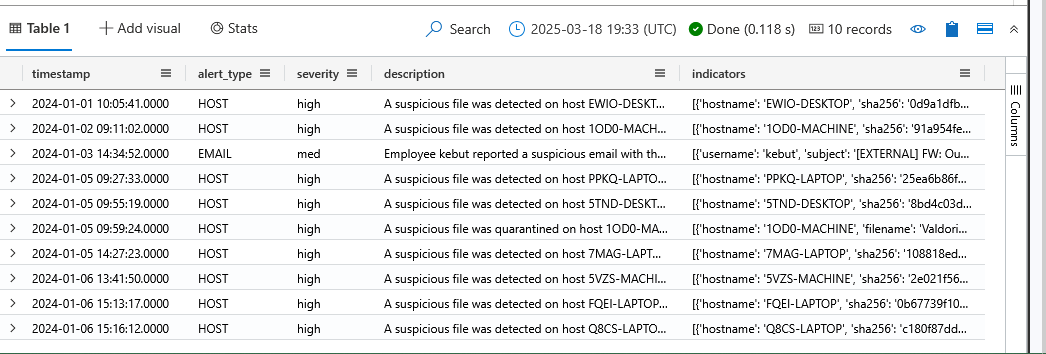 Table 1 Add visual Stats Search 2025-03-18 19:33 (UTC) Done (0.118 s) 10 records
timestamp alert_type severity description indicators
2024-01-01 10:05:41.0000 HOST high A suspicious file was detected on host EWIO-DESKT... [{'hostname': 'EWIO-DESKTOP', 'sha256': '0d9a1dfb...
2024-01-02 09:11:02.0000 HOST high A suspicious file was detected on host 1OD0-MACH... [{'hostname': '1OD0-MACHINE', 'sha256': '91a954fe...
2024-01-03 14:34:52.0000 EMAIL med Employee kebut reported a suspicious email with th... [{'username': 'kebut', 'subject': '[EXTERNAL] FW: Ou...
2024-01-05 09:27:33.0000 HOST high A suspicious file was detected on host PPKQ-LAPTO... [{'hostname': 'PPKQ-LAPTOP', 'sha256': '25ea6b86f...
2024-01-05 09:55:19.0000 HOST high A suspicious file was detected on host 5TND-DESKT... [{'hostname': '5TND-DESKTOP', 'sha256': '8bd4c03d...
2024-01-05 09:59:24.0000 HOST high A suspicious file was quarantined on host 1OD0-MA... [{'hostname': '1OD0-MACHINE', 'filename': 'Valdori...
2024-01-05 14:27:23.0000 HOST high A suspicious file was detected on host 7MAG-LAPT... [{'hostname': '7MAG-LAPTOP', 'sha256': '108818ed...
2024-01-06 13:41:50.0000 HOST high A suspicious file was detected on host 5VZS-MACHI... [{'hostname': '5VZS-MACHINE', 'sha256': '2e021f56...
2024-01-06 15:13:17.0000 HOST high A suspicious file was detected on host FQEI-LAPTOP... [{'hostname': 'FQEI-LAPTOP', 'sha256': '0b67739f10...
2024-01-06 15:16:12.0000 HOST high A suspicious file was detected on host Q8CS-LAPTO... [{'hostname': 'Q8CS-LAPTOP', 'sha256': 'c180f87dd...
Columns